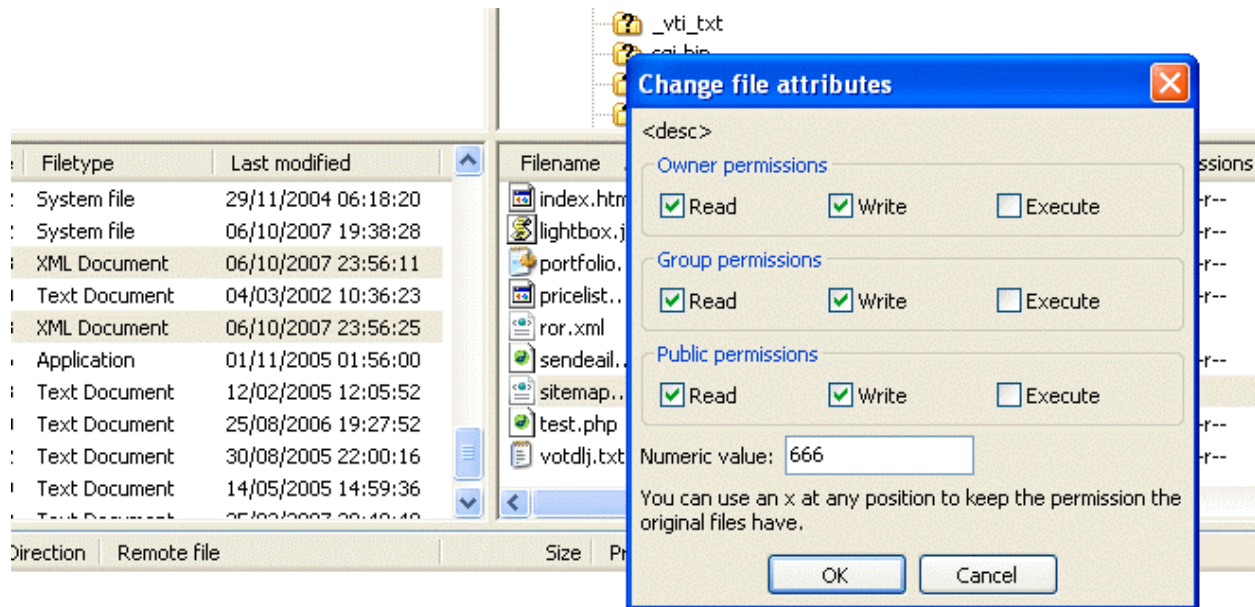 _vti_txt
Change file attributes
<desc>
Filetype Last modified Filename
Owner permissions
System file 29/11/2004 06:18:20 index.htm
Read Write Execute
-r--
System file 06/10/2007 19:38:28 lightbox.j
XML Document 06/10/2007 23:56:11 portfolio.
Group permissions
-r--
Text Document 04/03/2002 10:36:23 pricelist..
Read Write Execute
-r--
XML Document 06/10/2007 23:56:25 ror.xml
Application 01/11/2005 01:56:00 sendeail.
Public permissions
-r--
Text Document 12/02/2005 12:05:52 sitemap..
Read Write Execute
Text Document 25/08/2006 19:27:52 test.php
-r--
Text Document 30/08/2005 22:00:16 votdlj.txt
Numeric value: 666
-r--
Text Document 14/05/2005 14:59:36
You can use an x at any position to keep the permission the
original files have.
Direction Remote file Size
OK Cancel